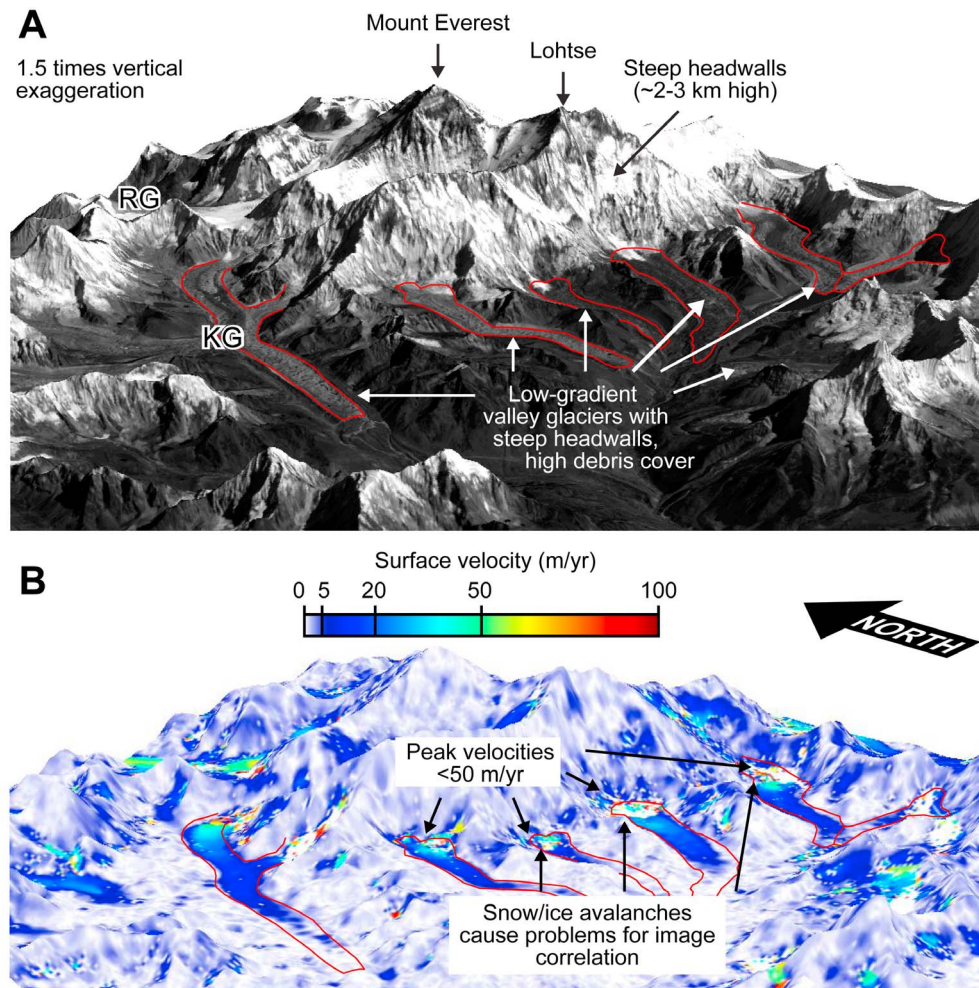 A
1.5 times vertical
exaggeration
Mount Everest
Lohtse
Steep headwalls
(~2-3 km high)
RG
KG
Low-gradient
valley glaciers with
steep headwalls,
high debris cover
B
Surface velocity (m/yr)
0 5 20 50 100
NORTH
Peak velocities
<50 m/yr
Snow/ice avalanches
cause problems for image
correlation